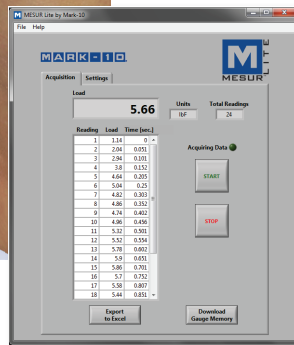 MESUR Lite by Mark-10
File Help
MARK-10
M
MESUR
LITE
Acquisition Settings
Load
5.66
Units Total Readings
lbF 24
Reading Load Time [sec.]
1 1.14 0
2 2.04 0.051
3 2.94 0.101
4 3.8 0.152
5 4.64 0.205
6 5.04 0.25
7 4.82 0.303
8 4.86 0.352
9 4.74 0.402
10 4.96 0.456
11 5.32 0.501
12 5.52 0.554
13 5.78 0.602
14 5.9 0.651
15 5.86 0.701
16 5.7 0.752
17 5.58 0.807
18 5.44 0.851
Acquiring Data
START
STOP
Export
to Excel
Download
Gauge Memory